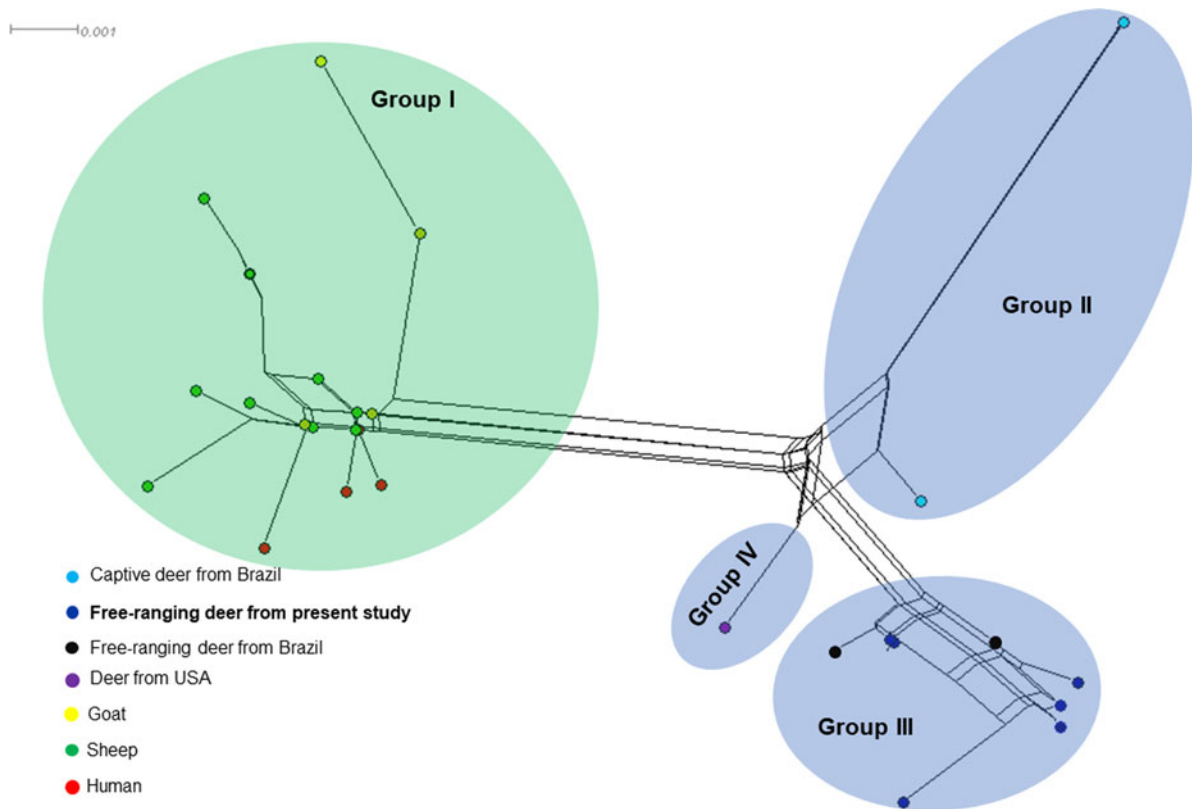 0.001
Group I
Group II
Group IV
Group III
Captive deer from Brazil
Free-ranging deer from present study
Free-ranging deer from Brazil
Deer from USA
Goat
Sheep
Human